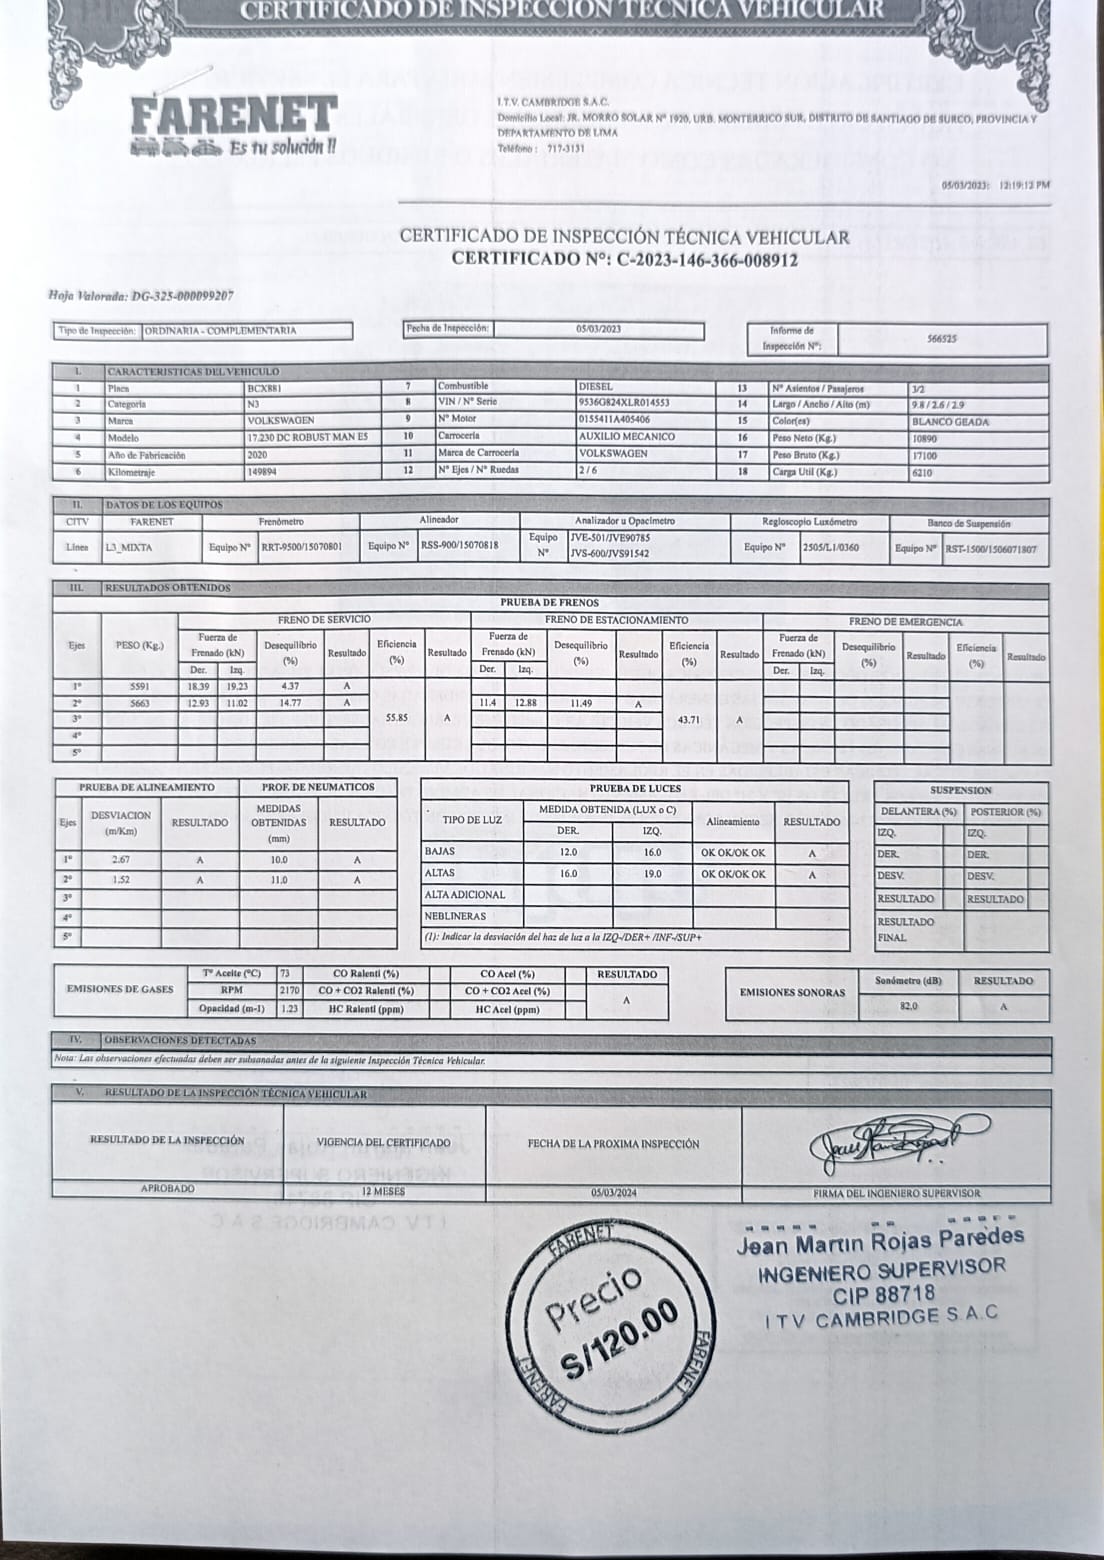 CERTIFICADO DE INSPECCIÓN TÉCNICA VEHICULAR
FARENET
Es tu solución !!
I.T.V. CAMBRIDGE S.A.C.
Domicilio Local: JR. MORRO SOLAR Nº 1920, URB. MONTERRICO SUR, DISTRITO DE SANTIAGO DE SURCO, PROVINCIA Y
DEPARTAMENTO DE LIMA
Teléfono : 717-3131
05/03/2023: 12:19:12 PM
CERTIFICADO DE INSPECCIÓN TÉCNICA VEHICULAR
CERTIFICADO Nº: C-2023-146-366-008912
Hoja Valorada: DG-325-000099207
Tipo de Inspección: ORDINARIA - COMPLEMENTARIA Fecha de Inspección: 05/03/2023 Informe de Inspección Nº: 566525
I. CARACTERISTICAS DEL VEHICULO
1 Placa BCX881 7 Combustible DIESEL 13 Nº Asientos / Pasajeros 3/2
2 Categoria N3 8 VIN / Nº Serie 9536G824XLR014553 14 Largo / Ancho / Alto (m) 9.8 / 2.6 / 2.9
3 Marca VOLKSWAGEN 9 Nº Motor 0155411A405406 15 Color(es) BLANCO GEADA
4 Modelo 17.230 DC ROBUST MAN E5 10 Carrocería AUXILIO MECANICO 16 Peso Neto (Kg.) 10890
5 Año de Fabricación 2020 11 Marca de Carrocería VOLKSWAGEN 17 Peso Bruto (Kg.) 17100
6 Kilometraje 149894 12 Nº Ejes / Nº Ruedas 2 / 6 18 Carga Util (Kg.) 6210
II. DATOS DE LOS EQUIPOS
CITV FARENET Frenómetro Alineador Analizador u Opacímetro Regloscopio Luxómetro Banco de Suspensión
Línea L3_MIXTA Equipo Nº RRT-9500/15070801 Equipo Nº RSS-900/15070818 Equipo Nº JVE-501/JVE90785 Equipo Nº 2505/L1/0360 Equipo Nº RST-1500/1506071807
JVS-600/JVS91542
III. RESULTADOS OBTENIDOS
PRUEBA DE FRENOS
FRENO DE SERVICIO FRENO DE ESTACIONAMIENTO FRENO DE EMERGENCIA
Ejes PESO (Kg.) Fuerza de Frenado (kN) Desequilibrio (%) Resultado Eficiencia (%) Resultado Fuerza de Frenado (kN) Desequilibrio (%) Resultado Eficiencia (%) Resultado Fuerza de Frenado (kN) Desequilibrio (%) Resultado Eficiencia (%) Resultado
Der. Izq. Der. Izq. Der. Izq.
1º 5591 18.39 19.23 4.37 A
2º 5663 12.93 11.02 14.77 A 11.4 12.88 11.49 A
3º 55.85 A 43.71 A
4º
5º
PRUEBA DE ALINEAMIENTO PROF. DE NEUMATICOS
Ejes DESVIACION (m/Km) RESULTADO MEDIDAS OBTENIDAS (mm) RESULTADO
1º 2.67 A 10.0 A
2º 1.52 A 11.0 A
3º
4º
5º
PRUEBA DE LUCES
TIPO DE LUZ MEDIDA OBTENIDA (LUX o C) Alineamiento RESULTADO
DER. IZQ.
BAJAS 12.0 16.0 OK OK/OK OK A
ALTAS 16.0 19.0 OK OK/OK OK A
ALTA ADICIONAL
NEBLINERAS
(1): Indicar la desviación del haz de luz a la IZQ-/DER+ /INF-/SUP+
SUSPENSION
DELANTERA (%) POSTERIOR (%)
IZQ. IZQ.
DER. DER.
DESV. DESV.
RESULTADO RESULTADO
RESULTADO
FINAL
EMISIONES DE GASES Tº Aceite (ºC) 73 CO Ralenti (%) CO Acel (%) RESULTADO
RPM 2170 CO + CO2 Ralenti (%) CO + CO2 Acel (%) A
Opacidad (m-1) 1.23 HC Ralenti (ppm) HC Acel (ppm)
EMISIONES SONORAS Sonómetro (dB) RESULTADO
82.0 A
IV. OBSERVACIONES DETECTADAS
Nota: Las observaciones efectuadas deben ser subsanadas antes de la siguiente Inspección Técnica Vehicular.
V. RESULTADO DE LA INSPECCIÓN TÉCNICA VEHICULAR
RESULTADO DE LA INSPECCIÓN VIGENCIA DEL CERTIFICADO FECHA DE LA PROXIMA INSPECCIÓN
APROBADO 12 MESES 05/03/2024 FIRMA DEL INGENIERO SUPERVISOR
FARENET
Precio
S/120.00
FARENET
FARENET
Jean Martin Rojas Paredes
INGENIERO SUPERVISOR
CIP 88718
ITV CAMBRIDGE S.A.C